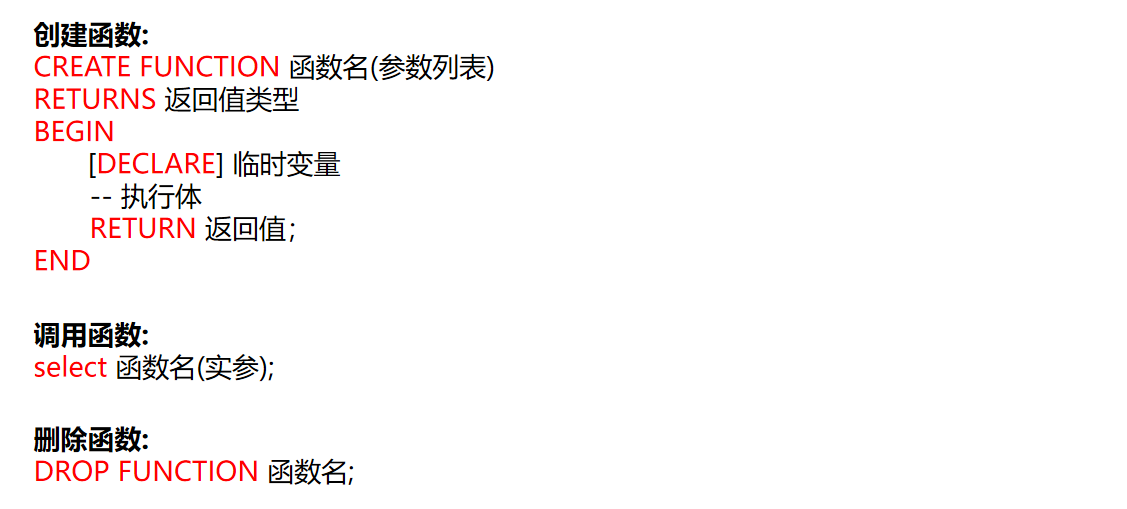 创建函数:
CREATE FUNCTION 函数名(参数列表)
RETURNS 返回值类型
BEGIN
[DECLARE] 临时变量
-- 执行体
RETURN 返回值；
END
调用函数:
select 函数名(实参);
删除函数:
DROP FUNCTION 函数名;